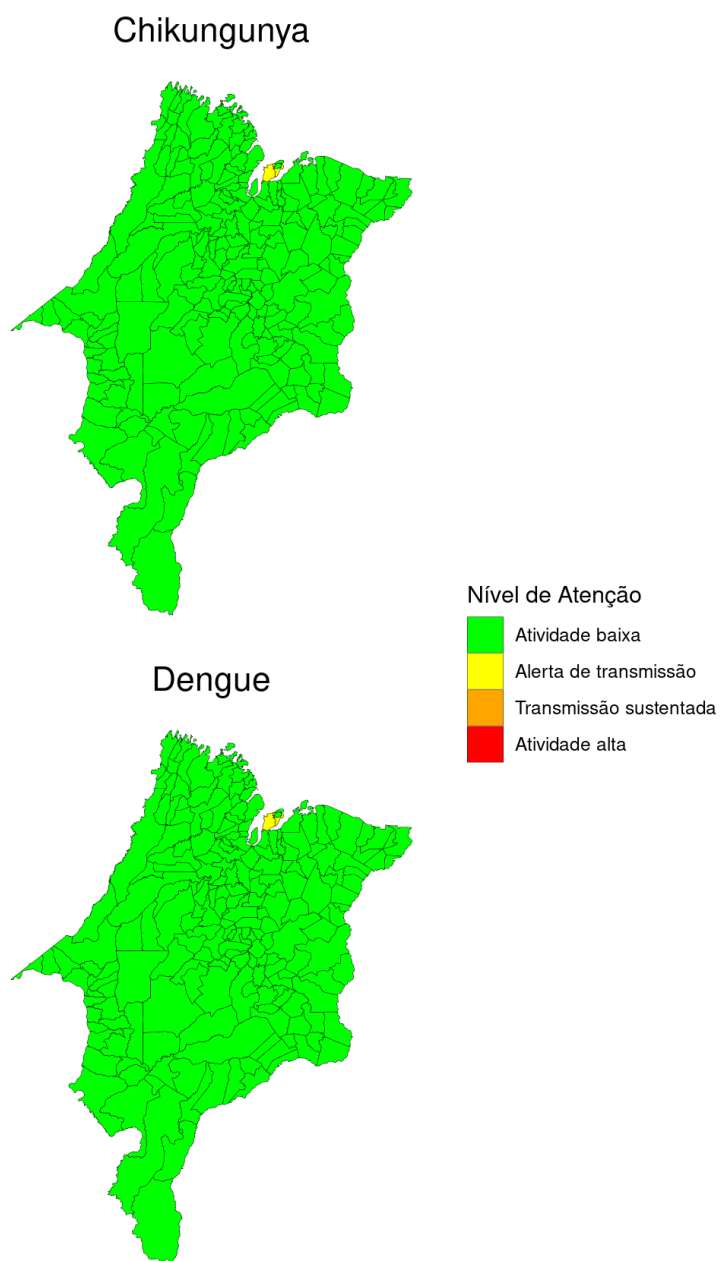 Chikungunya
Nível de Atenção
Atividade baixa
Alerta de transmissão
Transmissão sustentada
Atividade alta
Dengue